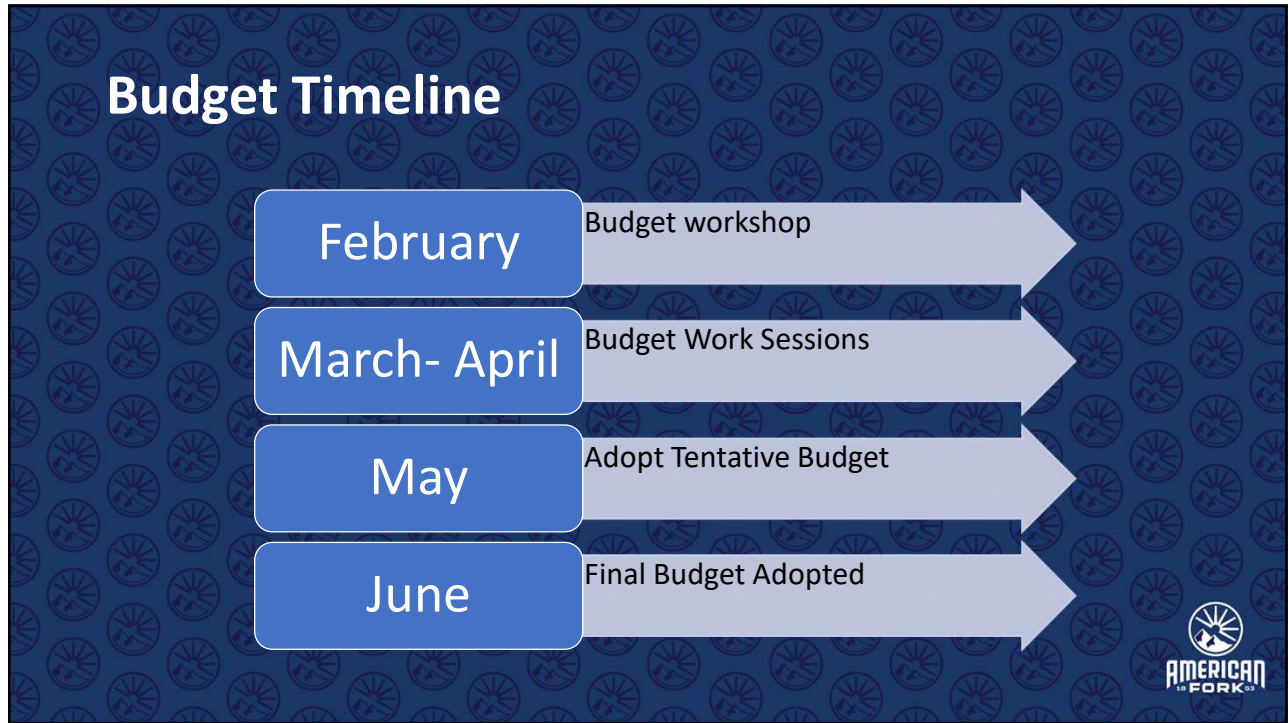 Budget Timeline
February
Budget workshop
March- April
Budget Work Sessions
May
Adopt Tentative Budget
June
Final Budget Adopted
AMERICAN
18 FORK 53